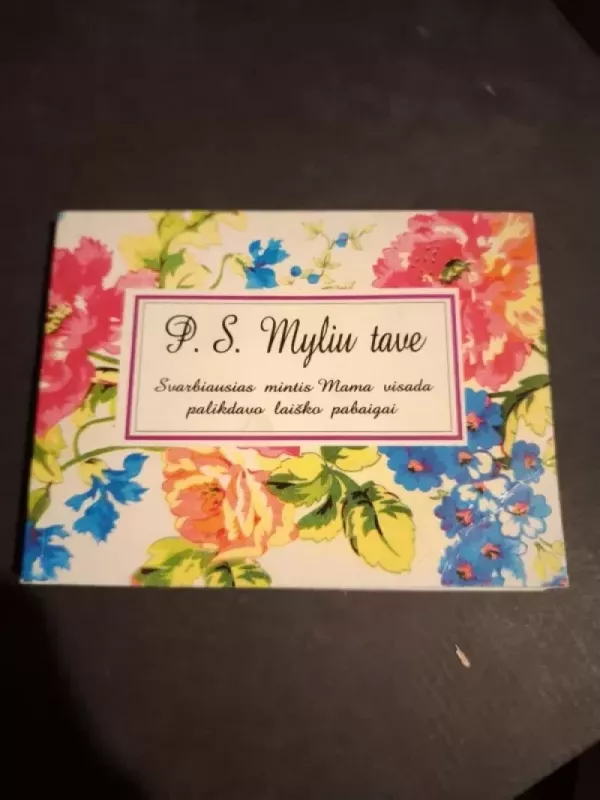 P. S. Myliu tave
Svarbiausias mintis Mama visada
palikdavo laiško pabaigai